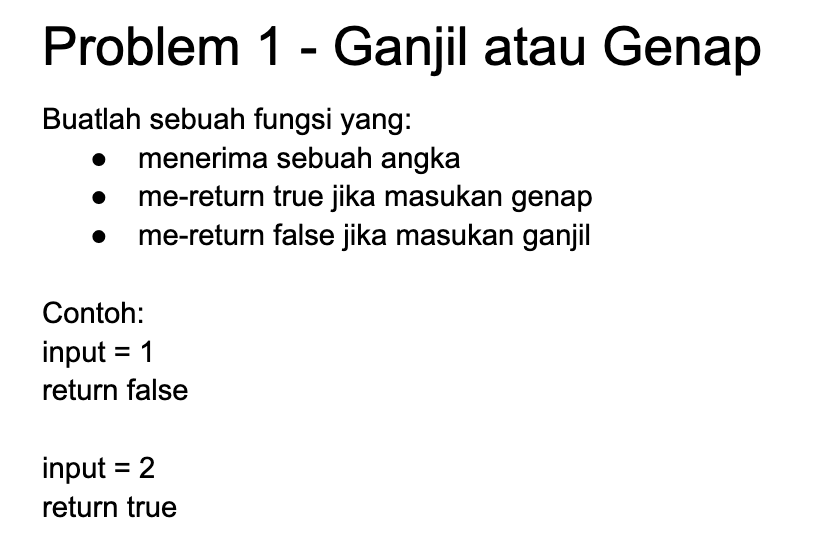 Problem 1 - Ganjil atau Genap
Buatlah sebuah fungsi yang:
● menerima sebuah angka
● me-return true jika masukan genap
● me-return false jika masukan ganjil
Contoh:
input = 1
return false
input = 2
return true